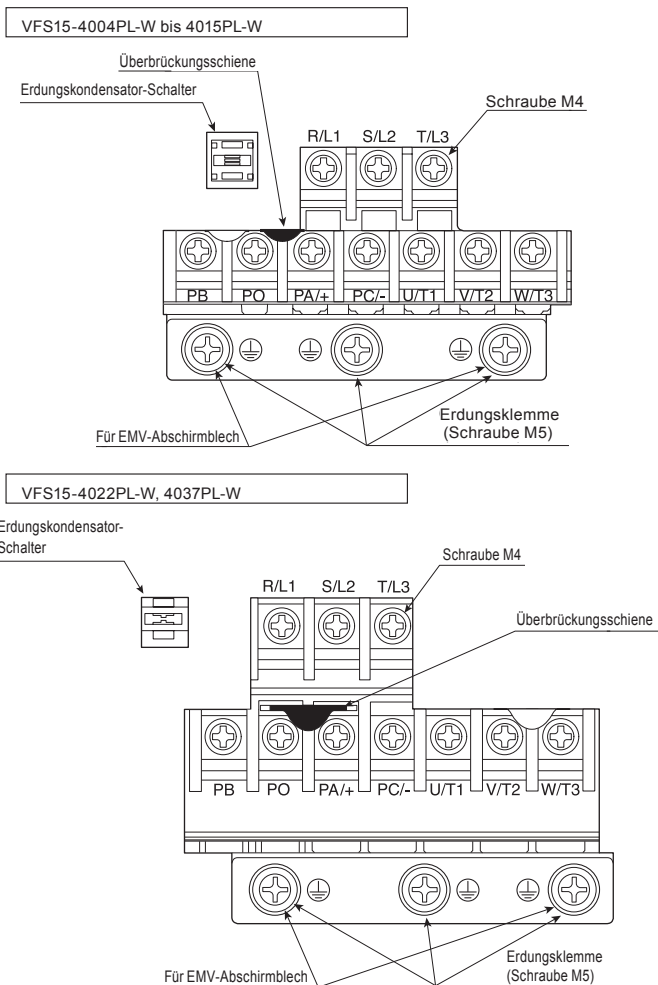 VFS15-4004PL-W bis 4015PL-W
Überbrückungsschiene
Erdungskondensator-Schalter
Schraube M4
R/L1 S/L2 T/L3
PB PO PA/+ PC/- U/T1 V/T2 W/T3
Für EMV-Abschirmblech
Erdungsklemme
(Schraube M5)
VFS15-4022PL-W, 4037PL-W
Erdungskondensator-
Schalter
Schraube M4
R/L1 S/L2 T/L3
Überbrückungsschiene
PB PO PA/+ PC/- U/T1 V/T2 W/T3
Für EMV-Abschirmblech
Erdungsklemme
(Schraube M5)